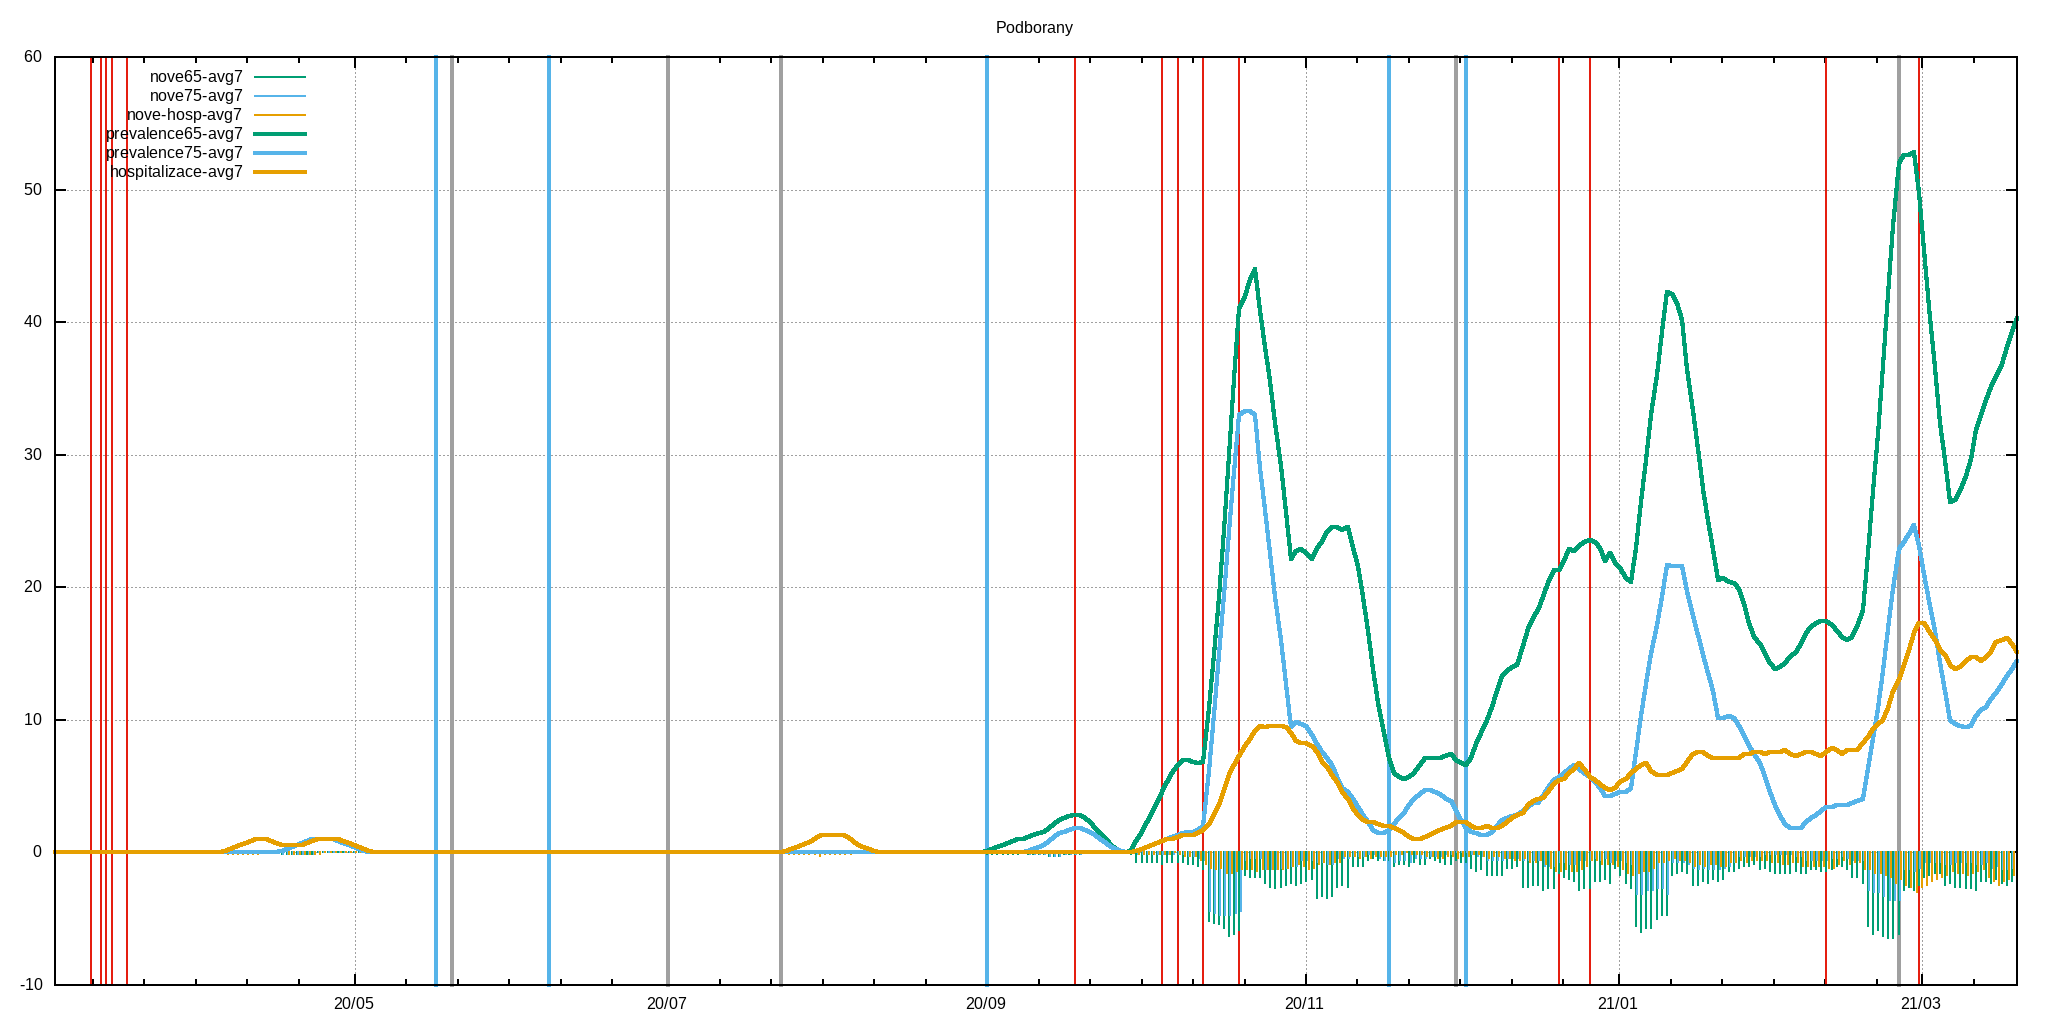 Podborany
60
50
40
30
20
10
0
-10
nove65-avg7
nove75-avg7
nove-hosp-avg7
prevalence65-avg7
prevalence75-avg7
hospitalizace-avg7
20/05
20/07
20/09
20/11
21/01
21/03